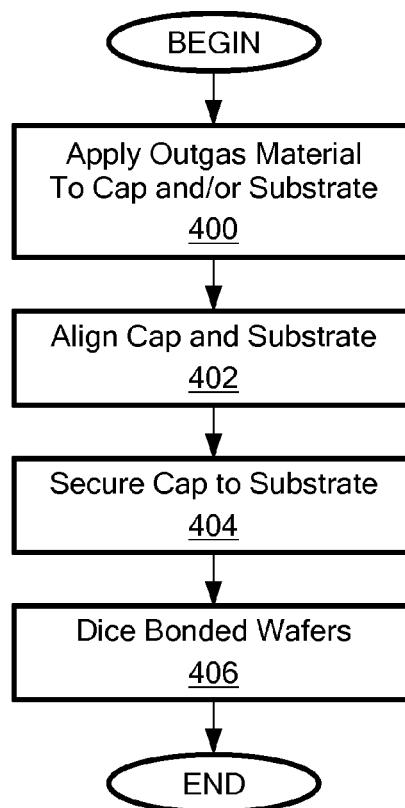 BEGIN
Apply Outgas Material
To Cap and/or Substrate
400
Align Cap and Substrate
402
Secure Cap to Substrate
404
Dice Bonded Wafers
406
END